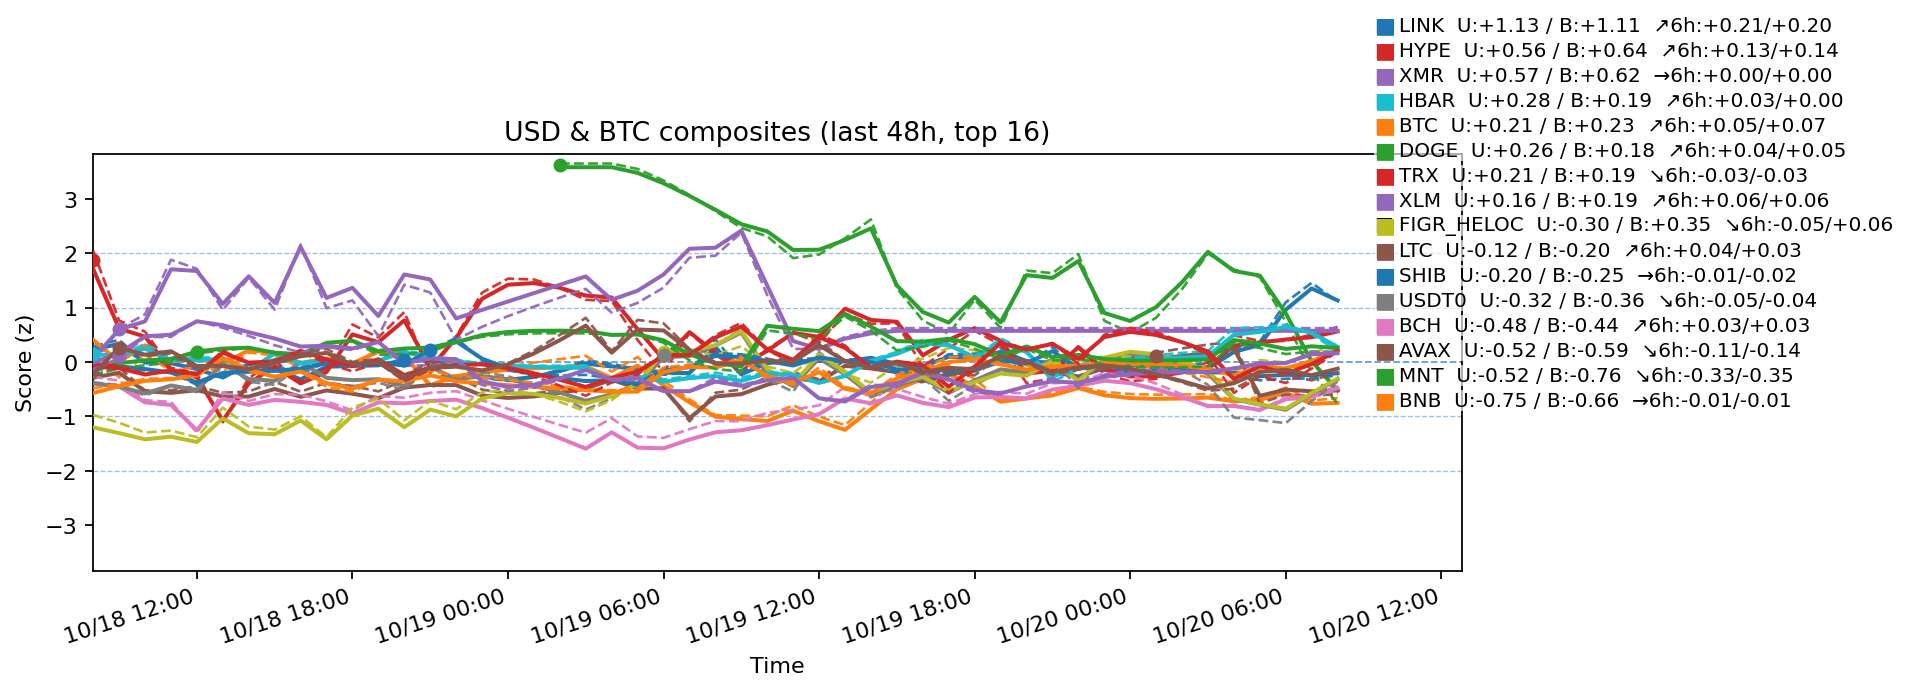 LINK  U:+1.13 / B:+1.11  ↗6h:+0.21/+0.20
HYPE  U:+0.56 / B:+0.64  ↗6h:+0.13/+0.14
XMR  U:+0.57 / B:+0.62  →6h:+0.00/+0.00
HBAR  U:+0.28 / B:+0.19  ↗6h:+0.03/+0.00
BTC  U:+0.21 / B:+0.23  ↗6h:+0.05/+0.07
DOGE  U:+0.26 / B:+0.18  ↗6h:+0.04/+0.05
TRX  U:+0.21 / B:+0.19  ↘6h:-0.03/-0.03
XLM  U:+0.16 / B:+0.19  ↗6h:+0.06/+0.06
FIGR_HELOC  U:-0.30 / B:+0.35  ↘6h:-0.05/+0.06
LTC  U:-0.12 / B:-0.20  ↗6h:+0.04/+0.03
SHIB  U:-0.20 / B:-0.25  →6h:-0.01/-0.02
USDT0  U:-0.32 / B:-0.36  ↘6h:-0.05/-0.04
BCH  U:-0.48 / B:-0.44  ↗6h:+0.03/+0.03
AVAX  U:-0.52 / B:-0.59  ↘6h:-0.11/-0.14
MNT  U:-0.52 / B:-0.76  ↘6h:-0.33/-0.35
BNB  U:-0.75 / B:-0.66  →6h:-0.01/-0.01
USD & BTC composites (last 48h, top 16)
Score (z)
3
2
1
0
−1
−2
−3
10/18 12:00
10/18 18:00
10/19 00:00
10/19 06:00
10/19 12:00
10/19 18:00
10/20 00:00
10/20 06:00
10/20 12:00
Time